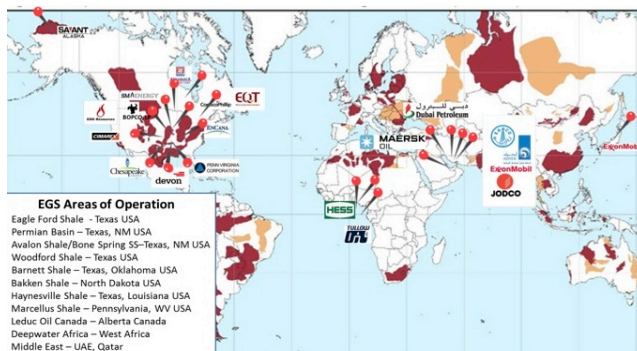 SAVANT
ALASKA
SM ENERGY
BOPCO
EOG Resources
CIMAREX
EQT
ENCANA
Chesapeake
devon
PENN VIRGINIA
CORPORATION
دبي للبترول
Dubai Petroleum
MAERSK
OIL
ExxonMobil
ExxonMobil
JODCO
HESS
TULLOW
OIL
EGS Areas of Operation
Eagle Ford Shale - Texas USA
Permian Basin – Texas, NM USA
Avalon Shale/Bone Spring SS–Texas, NM USA
Woodford Shale – Texas USA
Barnett Shale – Texas, Oklahoma USA
Bakken Shale – North Dakota USA
Haynesville Shale – Texas, Louisiana USA
Marcellus Shale – Pennsylvania, WV USA
Leduc Oil Canada – Alberta Canada
Deepwater Africa – West Africa
Middle East – UAE, Qatar